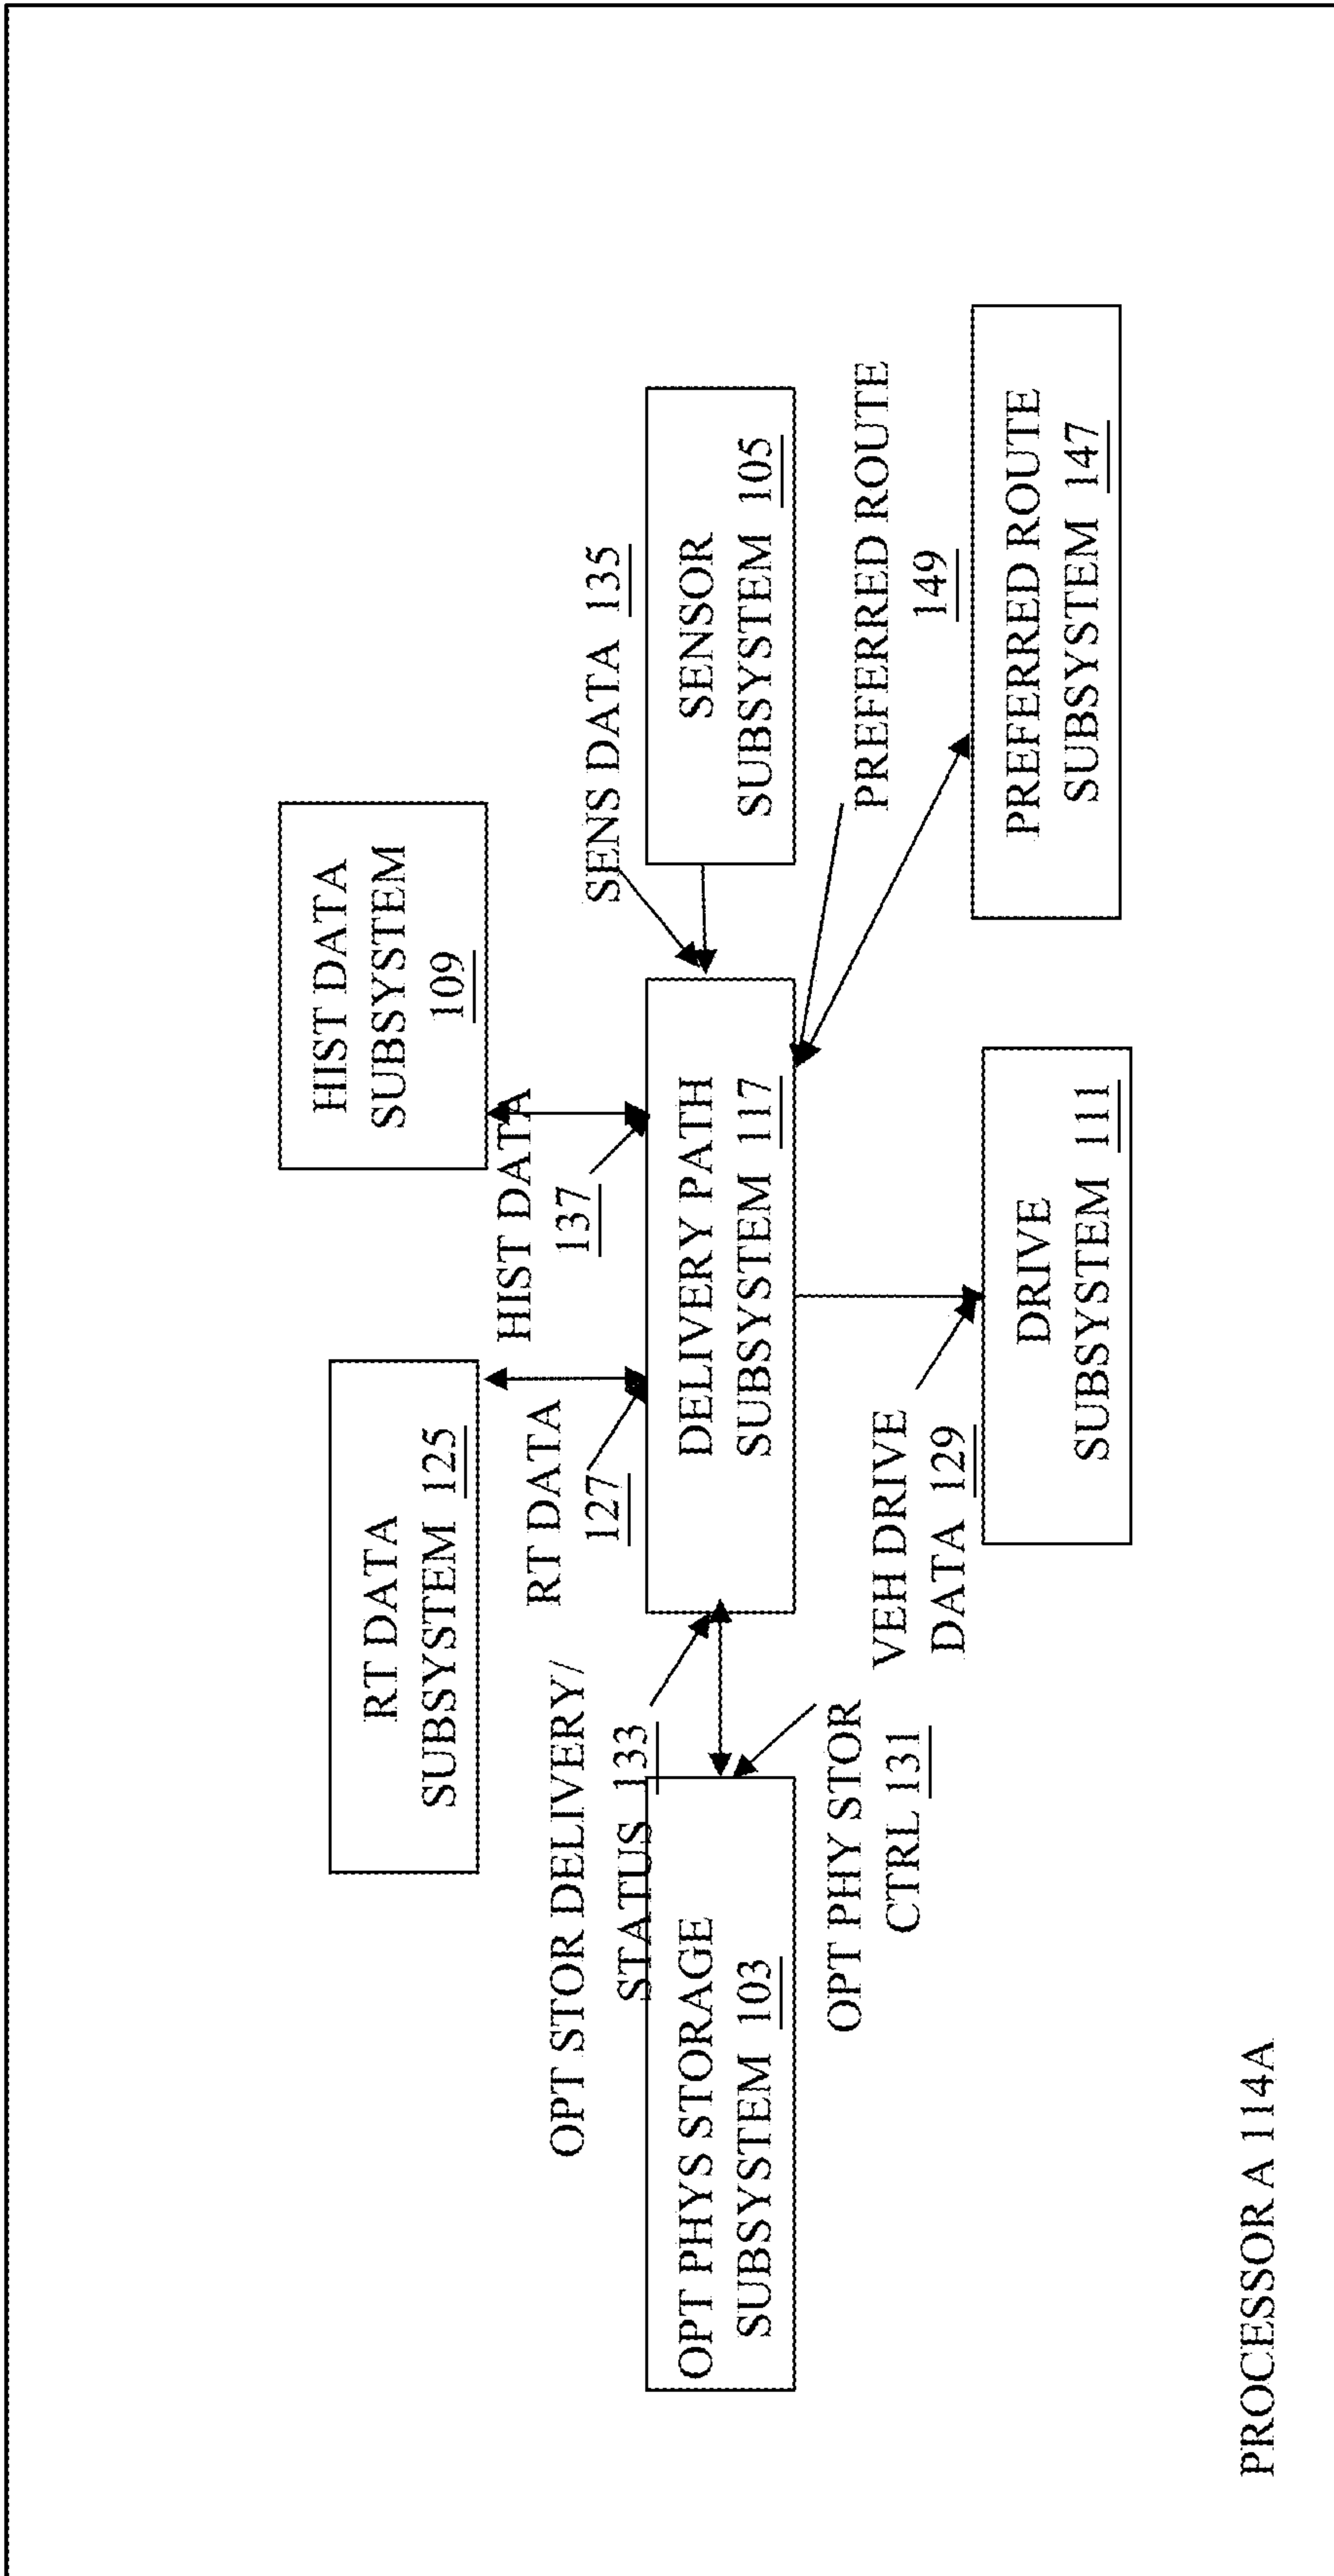 RT DATA
SUBSYSTEM 125
HIST DATA
SUBSYSTEM
109
OPT STOR DELIVERY/
STATUS 133
RT DATA
127
HIST DATA
137
SENS DATA 135
OPT PHYS STORAGE
SUBSYSTEM 103
DELIVERY PATH
SUBSYSTEM 117
SENSOR
SUBSYSTEM 105
OPT PHY STOR
CTRL 131
VEH DRIVE
DATA 129
PREFERRED ROUTE
149
DRIVE
SUBSYSTEM 111
PREFERRED ROUTE
SUBSYSTEM 147
PROCESSOR A 114A